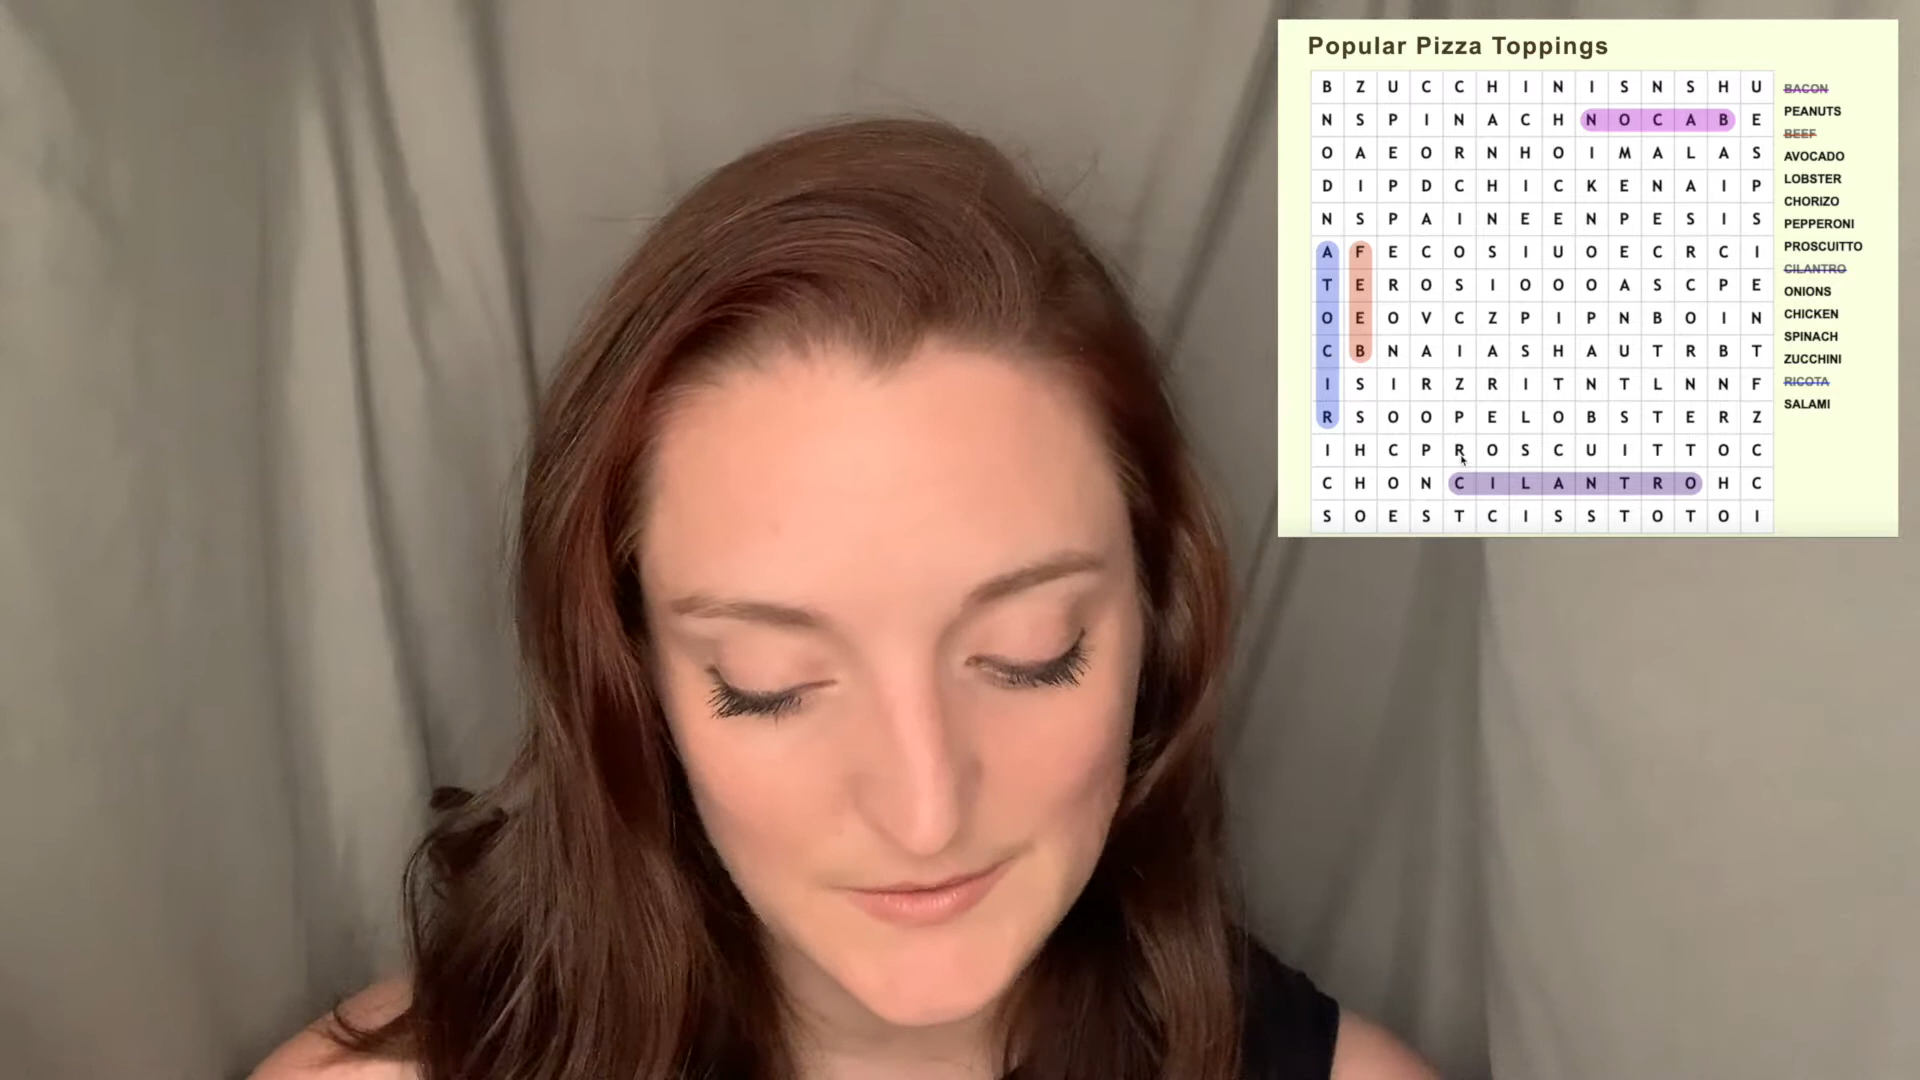 Popular Pizza Toppings
B Z U C C H I N I S N S H U
N S P I N A C H N O C A B E
O A E O R N H O I M A L A S
D I P D C H I C K E N A I P
N S P A I N E E N P E S I S
A F E C O S I U O E C R C I
T E R O S I O O O A S C P E
O E O V C Z P I P N B O I N
C B N A I A S H A U T R B T
I S I R Z R I T N T L N N F
R S O O P E L O B S T E R Z
I H C P R O S C U I T T O C
C H O N C I L A N T R O H C
S O E S T C I S S T O T O I
BACON
PEANUTS
BEEF
AVOCADO
LOBSTER
CHORIZO
PEPPERONI
PROSCUITTO
CILANTRO
ONIONS
CHICKEN
SPINACH
ZUCCHINI
RICOTA
SALAMI